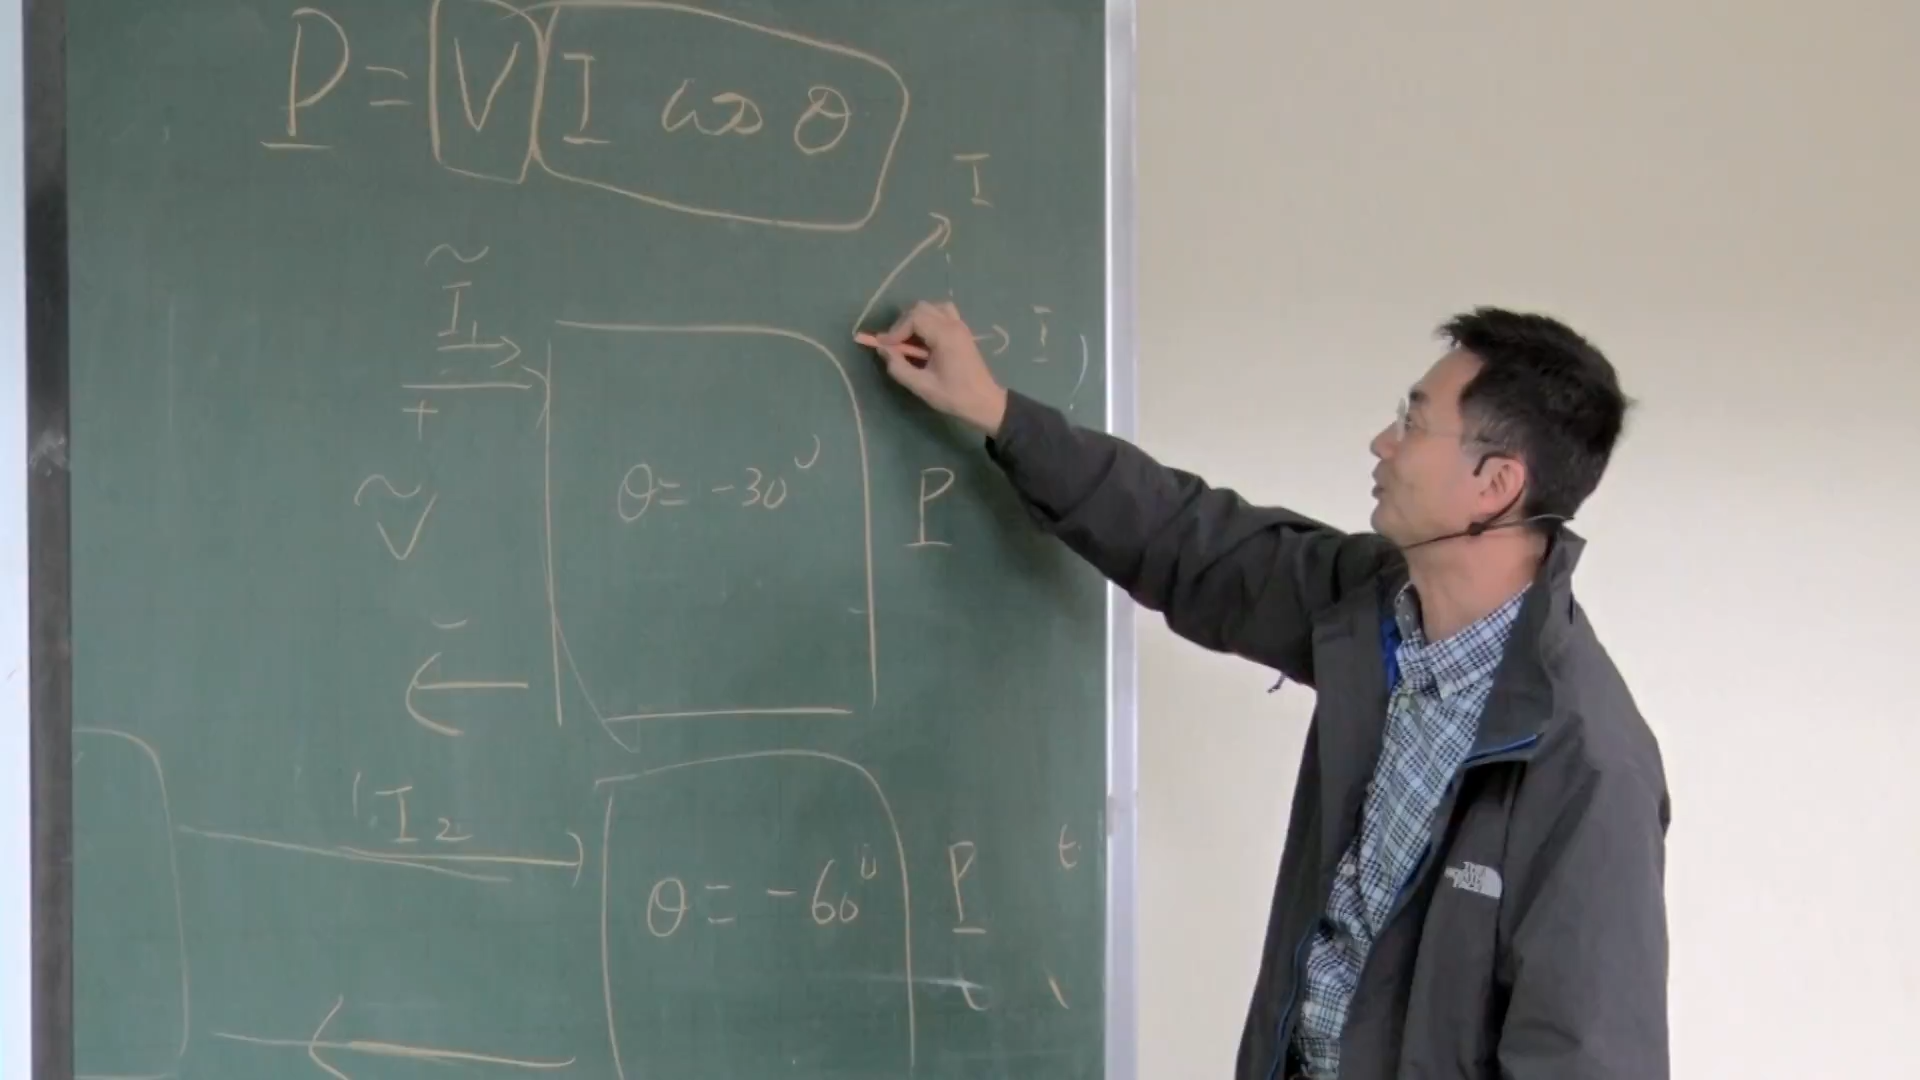 P = V I cos θ
I
Ĩ₁
I
+
θ = -30°
Ṽ
P
-
I₂
θ = -60°
P
t